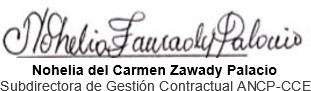 Nohelia Zawady Palacio
Nohelia del Carmen Zawady Palacio
Subdirectora de Gestión Contractual ANCP-CCE